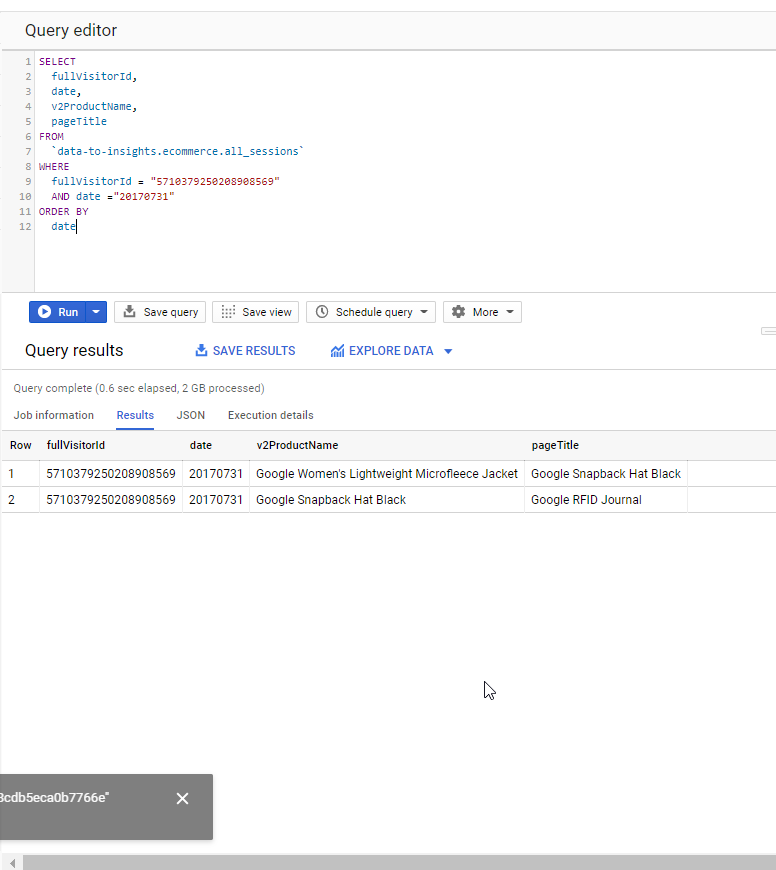 Query editor
1 SELECT
2 fullVisitorId,
3 date,
4 v2ProductName,
5 pageTitle
6 FROM
7 `data-to-insights.ecommerce.all_sessions`
8 WHERE
9 fullVisitorId = "5710379250208908569"
10 AND date ="20170731"
11 ORDER BY
12 date
Run Save query Save view Schedule query More
Query results SAVE RESULTS EXPLORE DATA
Query complete (0.6 sec elapsed, 2 GB processed)
Job information Results JSON Execution details
Row fullVisitorId date v2ProductName pageTitle
1 5710379250208908569 20170731 Google Women's Lightweight Microfleece Jacket Google Snapback Hat Black
2 5710379250208908569 20170731 Google Snapback Hat Black Google RFID Journal
3cdb5eca0b7766e"